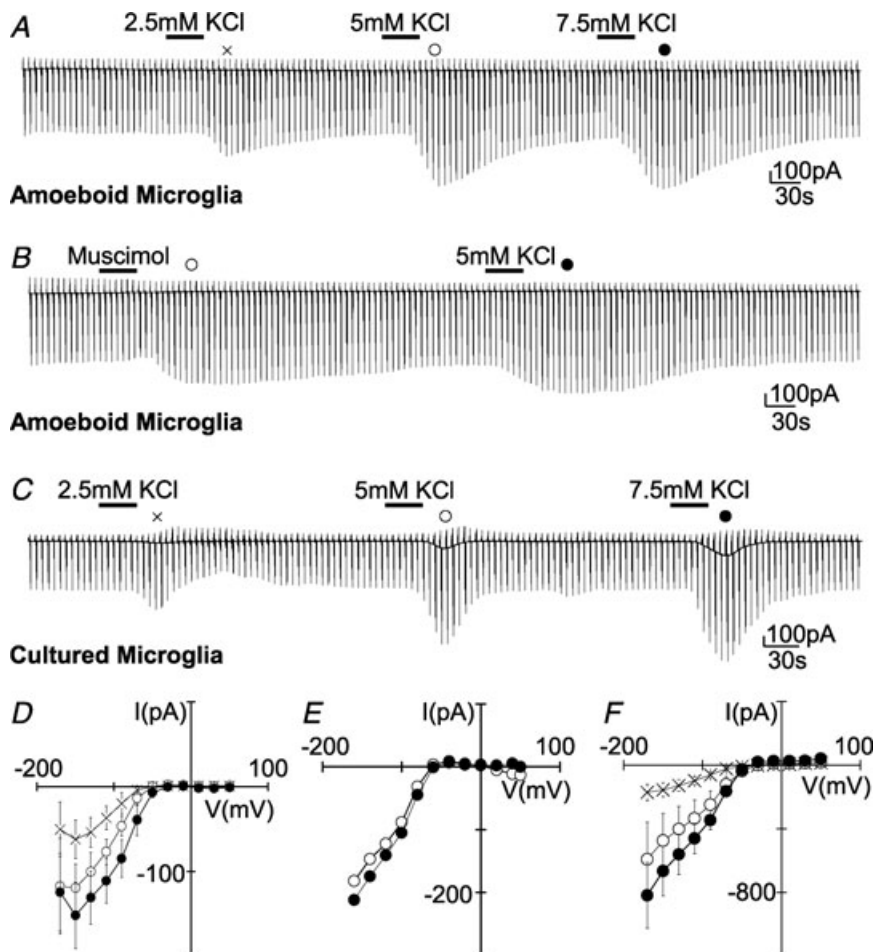 A 2.5mM KCl 5mM KCl 7.5mM KCl
100pA
30s
Amoeboid Microglia
B Muscimol 5mM KCl
100pA
30s
Amoeboid Microglia
C 2.5mM KCl 5mM KCl 7.5mM KCl
100pA
30s
Cultured Microglia
D I(pA) E I(pA) F I(pA)
-200 100 -200 100 -200 100
V(mV) V(mV) V(mV)
-100 -200 -800